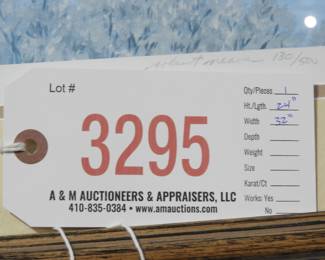 130/500
Lot #
3295
A & M AUCTIONEERS & APPRAISERS, LLC
410-835-0384 • www.amauctions.com
Qty/Pieces 1
Ht./Lgth 24"
Width 32"
Depth
Weight
Size
Karat/Ct
Works: Yes
No